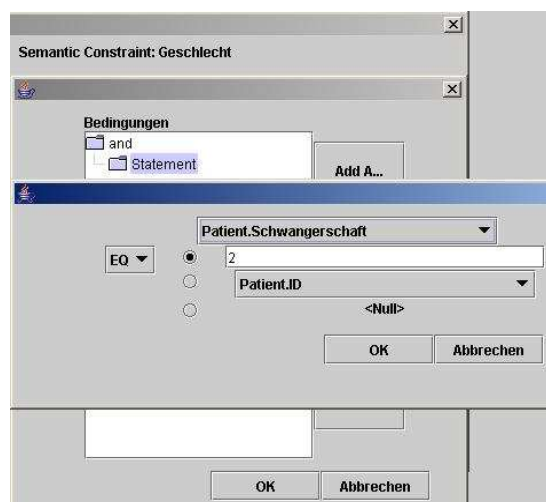 Semantic Constraint: Geschlecht
Bedingungen
and
Statement
Add A...
Patient.Schwangerschaft
EQ
2
Patient.ID
<Null>
OK Abbrechen
OK Abbrechen